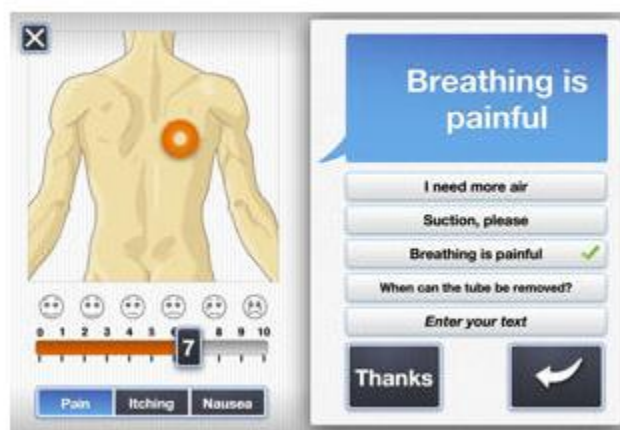 0 1 2 3 4 5 6 7 8 9 10
Pain Itching Nausea
Breathing is
painful
I need more air
Suction, please
Breathing is painful
When can the tube be removed?
Enter your text
Thanks